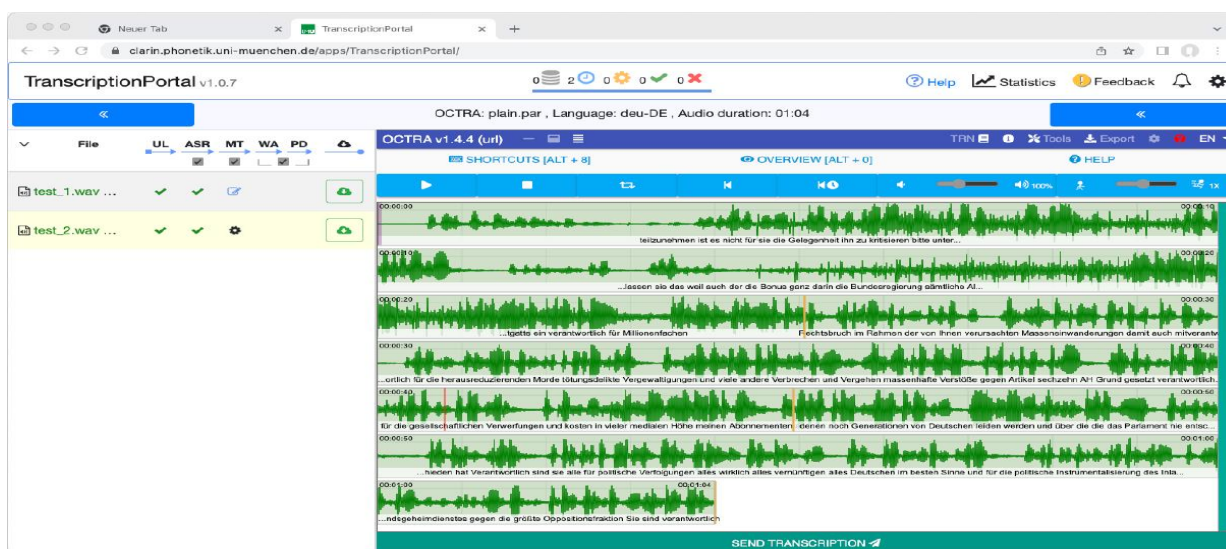 Neuer Tab × TranscriptionPortal × +
clarin.phonetik.uni-muenchen.de/apps/TranscriptionPortal/
TranscriptionPortal v1.0.7 0 2 0 0 0 Help Statistics Feedback
« OCTRA: plain.par , Language: deu-DE , Audio duration: 01:04 «
File UL ASR MT WA PD
OCTRA v1.4.4 (url) TRN Tools Export EN
SHORTCUTS [ALT + 8] OVERVIEW [ALT + 0] HELP
100% 1X
test_1.wav ...
test_2.wav ...
00:00:00 00:00:10
teilzunehmen ist es nicht für sie die Gelegenheit ihn zu kritisieren bitte unter...
00:00:10 00:00:20
...lassen sie das weil auch der die Bonus ganz darin die Bundesregierung sämtliche Al...
00:00:20 00:00:30
...tgatte ein verantwortlich für Millionenfachen Rechtsbruch im Rahmen der von Ihnen verursachten Masseneinwanderungen damit auch mitverantw
00:00:30 00:00:40
...ortlich für die herausreduzierenden Morde tötungsdelikte Vergewaltigungen und viele andere Verbrechen und Vergehen massenhafte Verstöße gegen Artikel sechzehn AH Grund gesetzt verantwortlich.
00:00:40 00:00:50
für die gesellschaftlichen Verwerfungen und kosten in vieler medialen Höhe meinen Abonnementen denen noch Generationen von Deutschen leiden werden und über die die das Parlament nie entsc...
00:00:50 00:01:00
...hieden hat Verantwortlich sind sie alle für politische Verfolgungen alles wirklich alles vernünftigen alles Deutschen im besten Sinne und für die politische Instrumentalisierung des Inla...
00:01:00 00:01:04
...ndsgeheimdienstes gegen die größte Oppositionsfraktion Sie sind verantwortlich
SEND TRANSCRIPTION